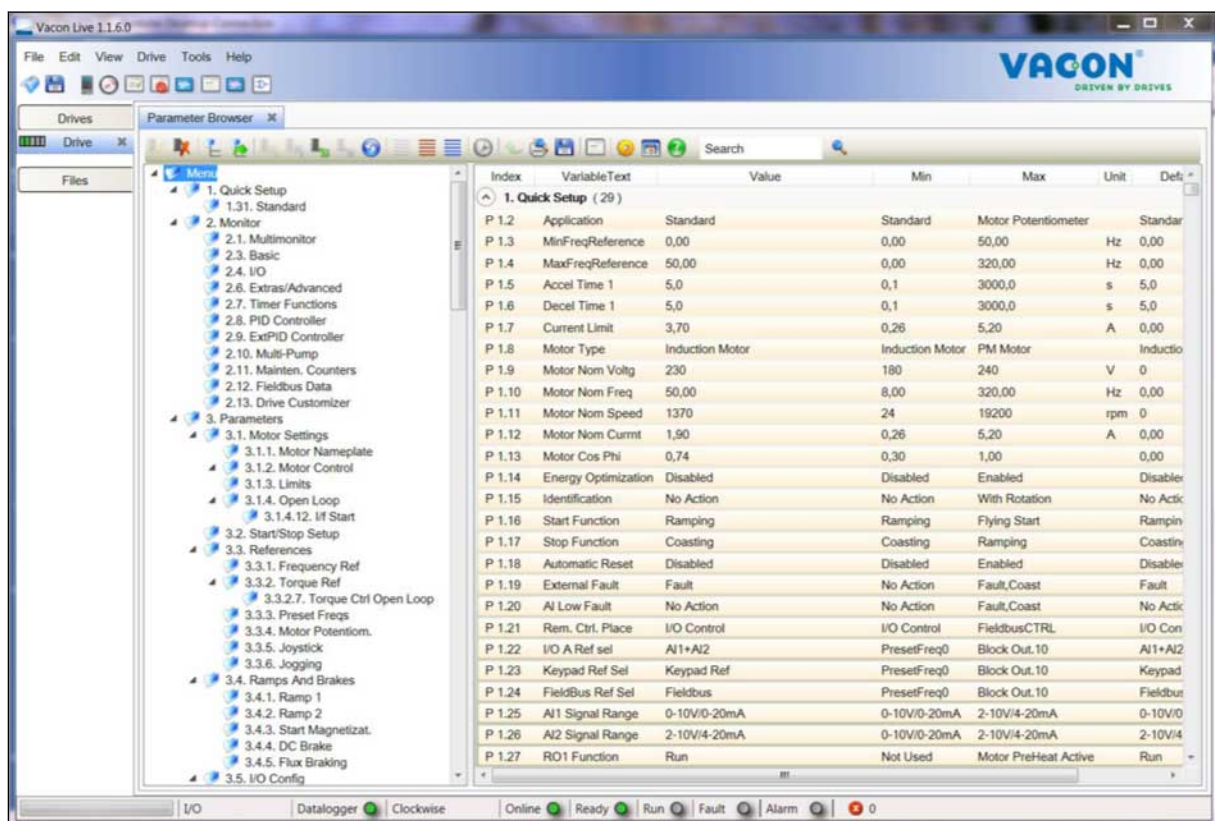 Vacon Live 1.1.6.0
File Edit View Drive Tools Help
VACON®
DRIVEN BY DRIVES
Drives
Drive
Files
Parameter Browser
Search
Menu
1. Quick Setup
1.31. Standard
2. Monitor
2.1. Multimonitor
2.3. Basic
2.4. I/O
2.6. Extras/Advanced
2.7. Timer Functions
2.8. PID Controller
2.9. ExtPID Controller
2.10. Multi-Pump
2.11. Mainten. Counters
2.12. Fieldbus Data
2.13. Drive Customizer
3. Parameters
3.1. Motor Settings
3.1.1. Motor Nameplate
3.1.2. Motor Control
3.1.3. Limits
3.1.4. Open Loop
3.1.4.12. I/f Start
3.2. Start/Stop Setup
3.3. References
3.3.1. Frequency Ref
3.3.2. Torque Ref
3.3.2.7. Torque Ctrl Open Loop
3.3.3. Preset Freqs
3.3.4. Motor Potentiom.
3.3.5. Joystick
3.3.6. Jogging
3.4. Ramps And Brakes
3.4.1. Ramp 1
3.4.2. Ramp 2
3.4.3. Start Magnetizat.
3.4.4. DC Brake
3.4.5. Flux Braking
3.5. I/O Config
Index VariableText Value Min Max Unit Defa
1. Quick Setup (29)
P 1.2 Application Standard Standard Motor Potentiometer Standar
P 1.3 MinFreqReference 0,00 0,00 50,00 Hz 0,00
P 1.4 MaxFreqReference 50,00 0,00 320,00 Hz 0,00
P 1.5 Accel Time 1 5,0 0,1 3000,0 s 5,0
P 1.6 Decel Time 1 5,0 0,1 3000,0 s 5,0
P 1.7 Current Limit 3,70 0,26 5,20 A 0,00
P 1.8 Motor Type Induction Motor Induction Motor PM Motor Inductio
P 1.9 Motor Nom Voltg 230 180 240 V 0
P 1.10 Motor Nom Freq 50,00 8,00 320,00 Hz 0,00
P 1.11 Motor Nom Speed 1370 24 19200 rpm 0
P 1.12 Motor Nom Currnt 1,90 0,26 5,20 A 0,00
P 1.13 Motor Cos Phi 0,74 0,30 1,00 0,00
P 1.14 Energy Optimization Disabled Disabled Enabled Disable
P 1.15 Identification No Action No Action With Rotation No Actic
P 1.16 Start Function Ramping Ramping Flying Start Rampin
P 1.17 Stop Function Coasting Coasting Ramping Coastin
P 1.18 Automatic Reset Disabled Disabled Enabled Disable
P 1.19 External Fault Fault No Action Fault,Coast Fault
P 1.20 AI Low Fault No Action No Action Fault,Coast No Actic
P 1.21 Rem. Ctrl. Place I/O Control I/O Control FieldbusCTRL I/O Con
P 1.22 I/O A Ref sel AI1+AI2 PresetFreq0 Block Out.10 AI1+AI2
P 1.23 Keypad Ref Sel Keypad Ref PresetFreq0 Block Out.10 Keypad
P 1.24 FieldBus Ref Sel Fieldbus PresetFreq0 Block Out.10 Fieldbus
P 1.25 AI1 Signal Range 0-10V/0-20mA 0-10V/0-20mA 2-10V/4-20mA 0-10V/0
P 1.26 AI2 Signal Range 2-10V/4-20mA 0-10V/0-20mA 2-10V/4-20mA 2-10V/4
P 1.27 RO1 Function Run Not Used Motor PreHeat Active Run
I/O Datalogger Clockwise Online Ready Run Fault Alarm 0